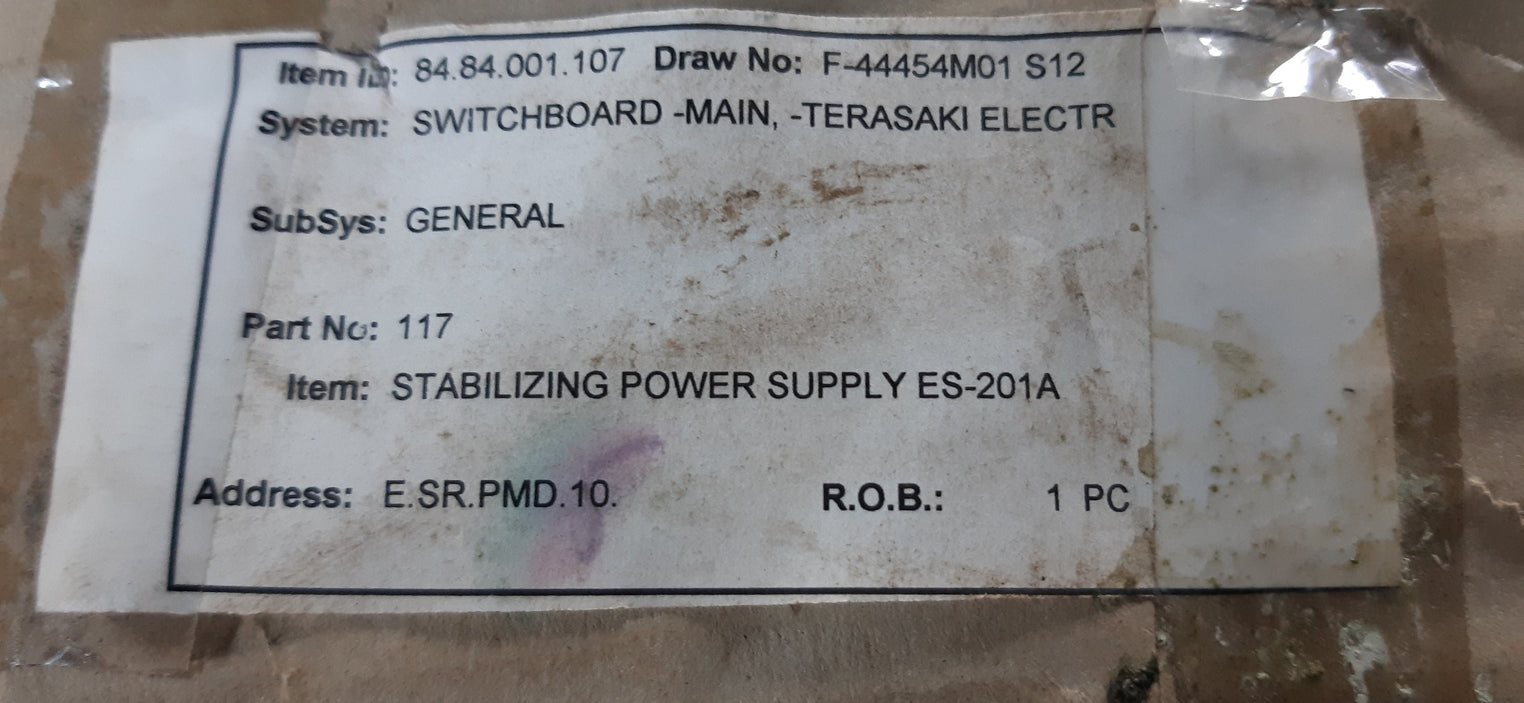 Item ID: 84.84.001.107 Draw No: F-44454M01 S12
System: SWITCHBOARD -MAIN, -TERASAKI ELECTR
SubSys: GENERAL
Part No: 117
Item: STABILIZING POWER SUPPLY ES-201A
Address: E.SR.PMD.10. R.O.B.: 1 PC